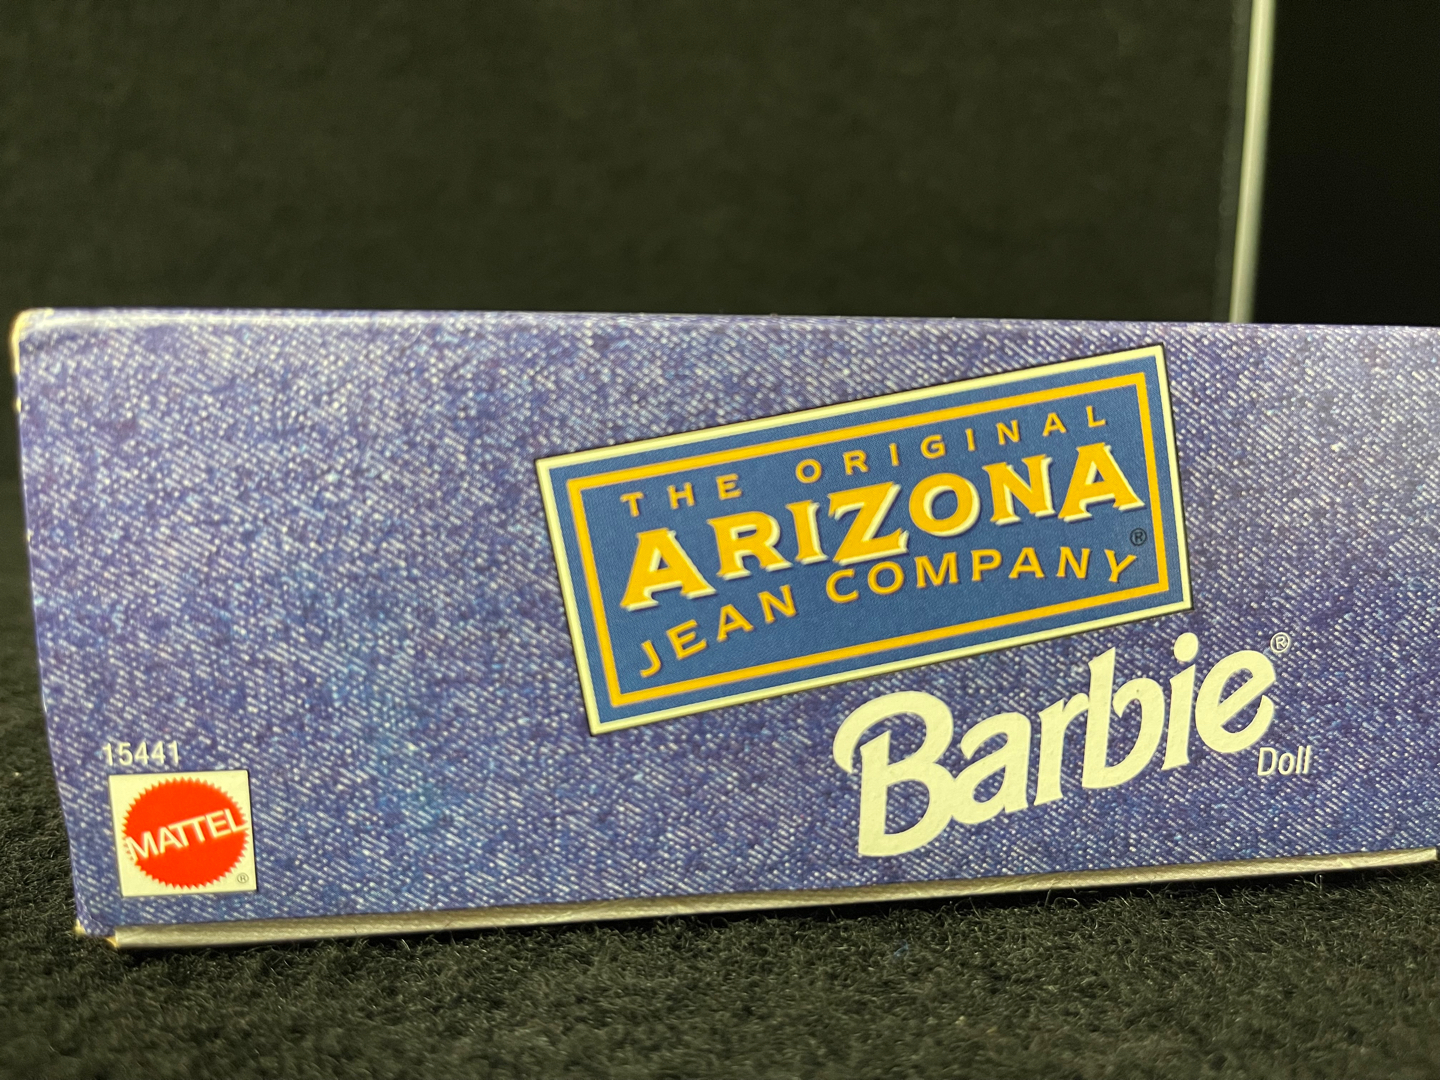 THE ORIGINAL
ARIZONA
JEAN COMPANY®
Barbie®
Doll
15441
MATTEL
®